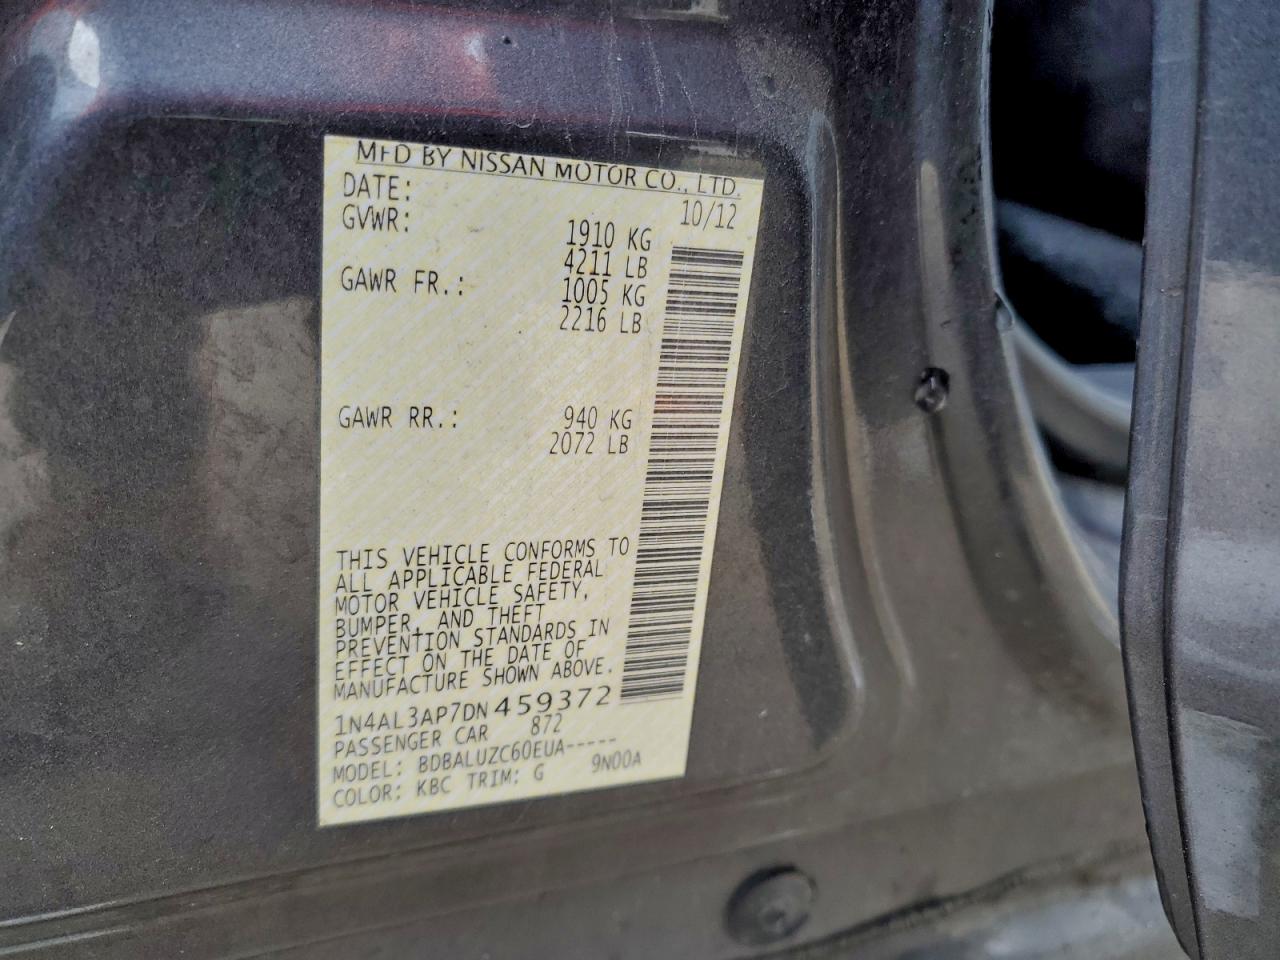 MFD BY NISSAN MOTOR CO., LTD.
DATE: 10/12
GVWR: 1910 KG
4211 LB
GAWR FR.: 1005 KG
2216 LB
GAWR RR.: 940 KG
2072 LB
THIS VEHICLE CONFORMS TO
ALL APPLICABLE FEDERAL
MOTOR VEHICLE SAFETY,
BUMPER, AND THEFT
PREVENTION STANDARDS IN
EFFECT ON THE DATE OF
MANUFACTURE SHOWN ABOVE.
1N4AL3AP7DN459372
PASSENGER CAR 872
MODEL: BDBALUZC60EUA-----
COLOR: KBC TRIM: G 9N00A